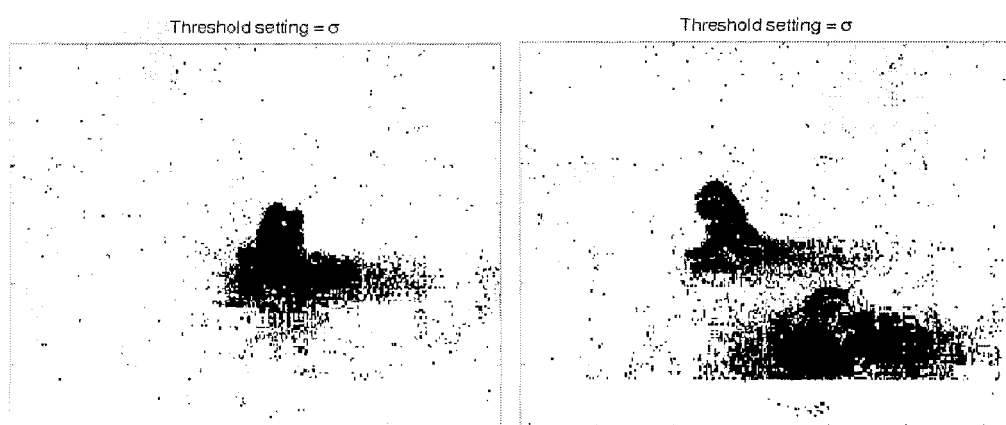 Threshold setting = σ
Threshold setting = σ